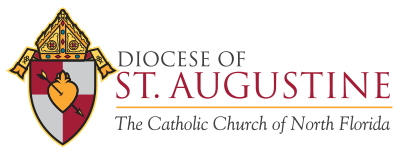 DIOCESE OF
ST. AUGUSTINE
The Catholic Church of North Florida